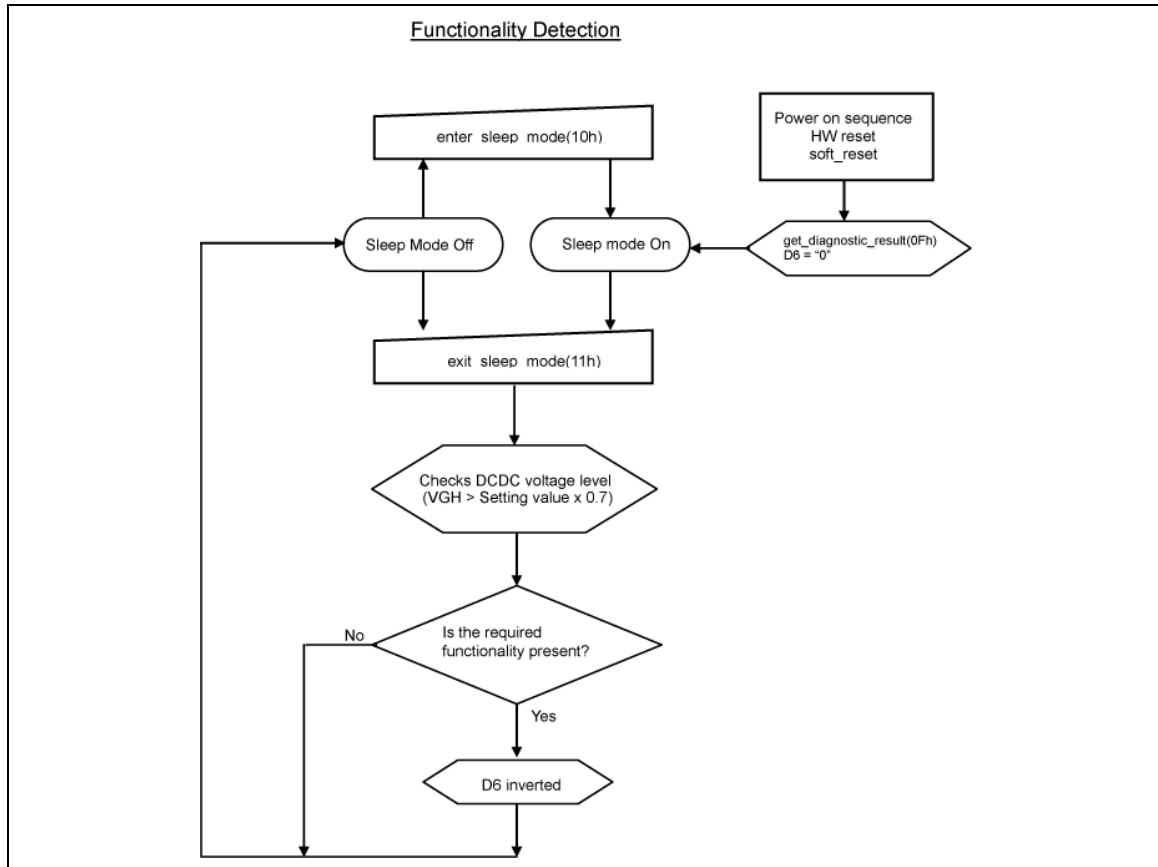 Functionality Detection
enter sleep mode(10h)
Power on sequence
HW reset
soft_reset
Sleep Mode Off
Sleep mode On
get_diagnostic_result(0Fh)
D6 = “0”
exit sleep mode(11h)
Checks DCDC voltage level
(VGH > Setting value x 0.7)
Is the required
functionality present?
No
Yes
D6 inverted